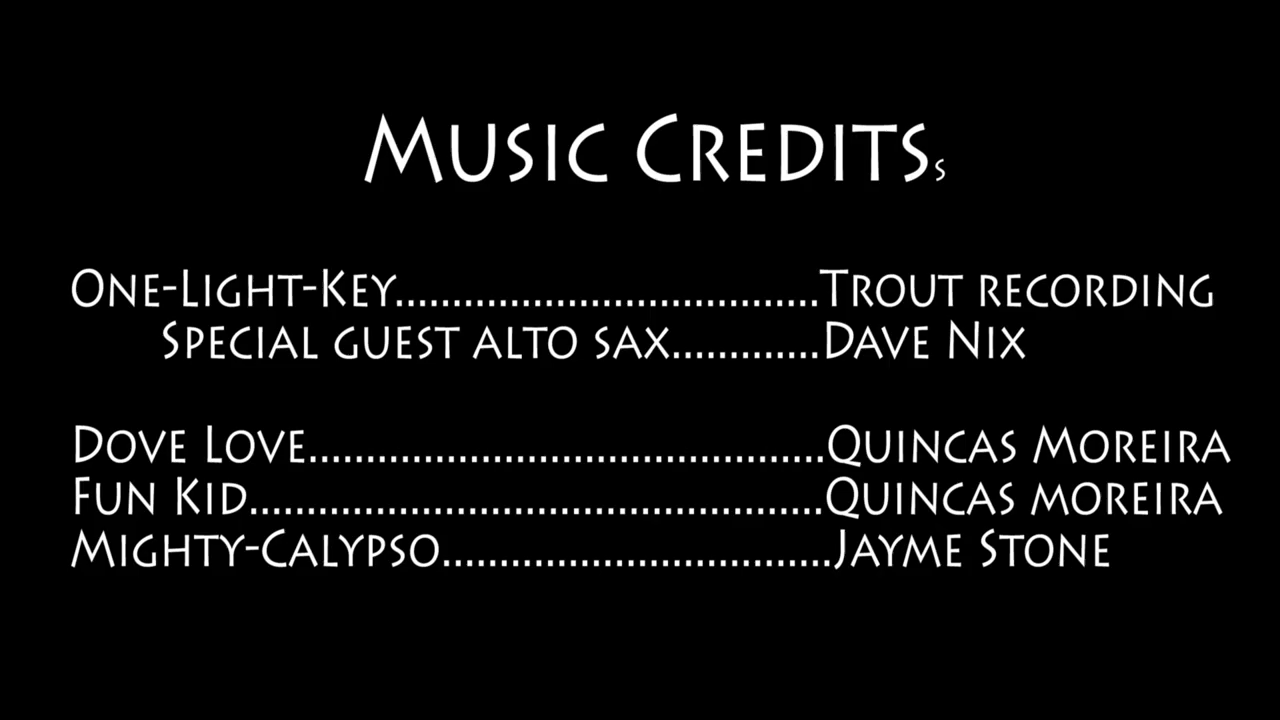 Music Creditss
One-Light-Key.....................................Trout recording
Special guest alto sax.............Dave Nix
Dove Love.............................................Quincas Moreira
Fun Kid..................................................Quincas moreira
Mighty-Calypso..................................Jayme Stone